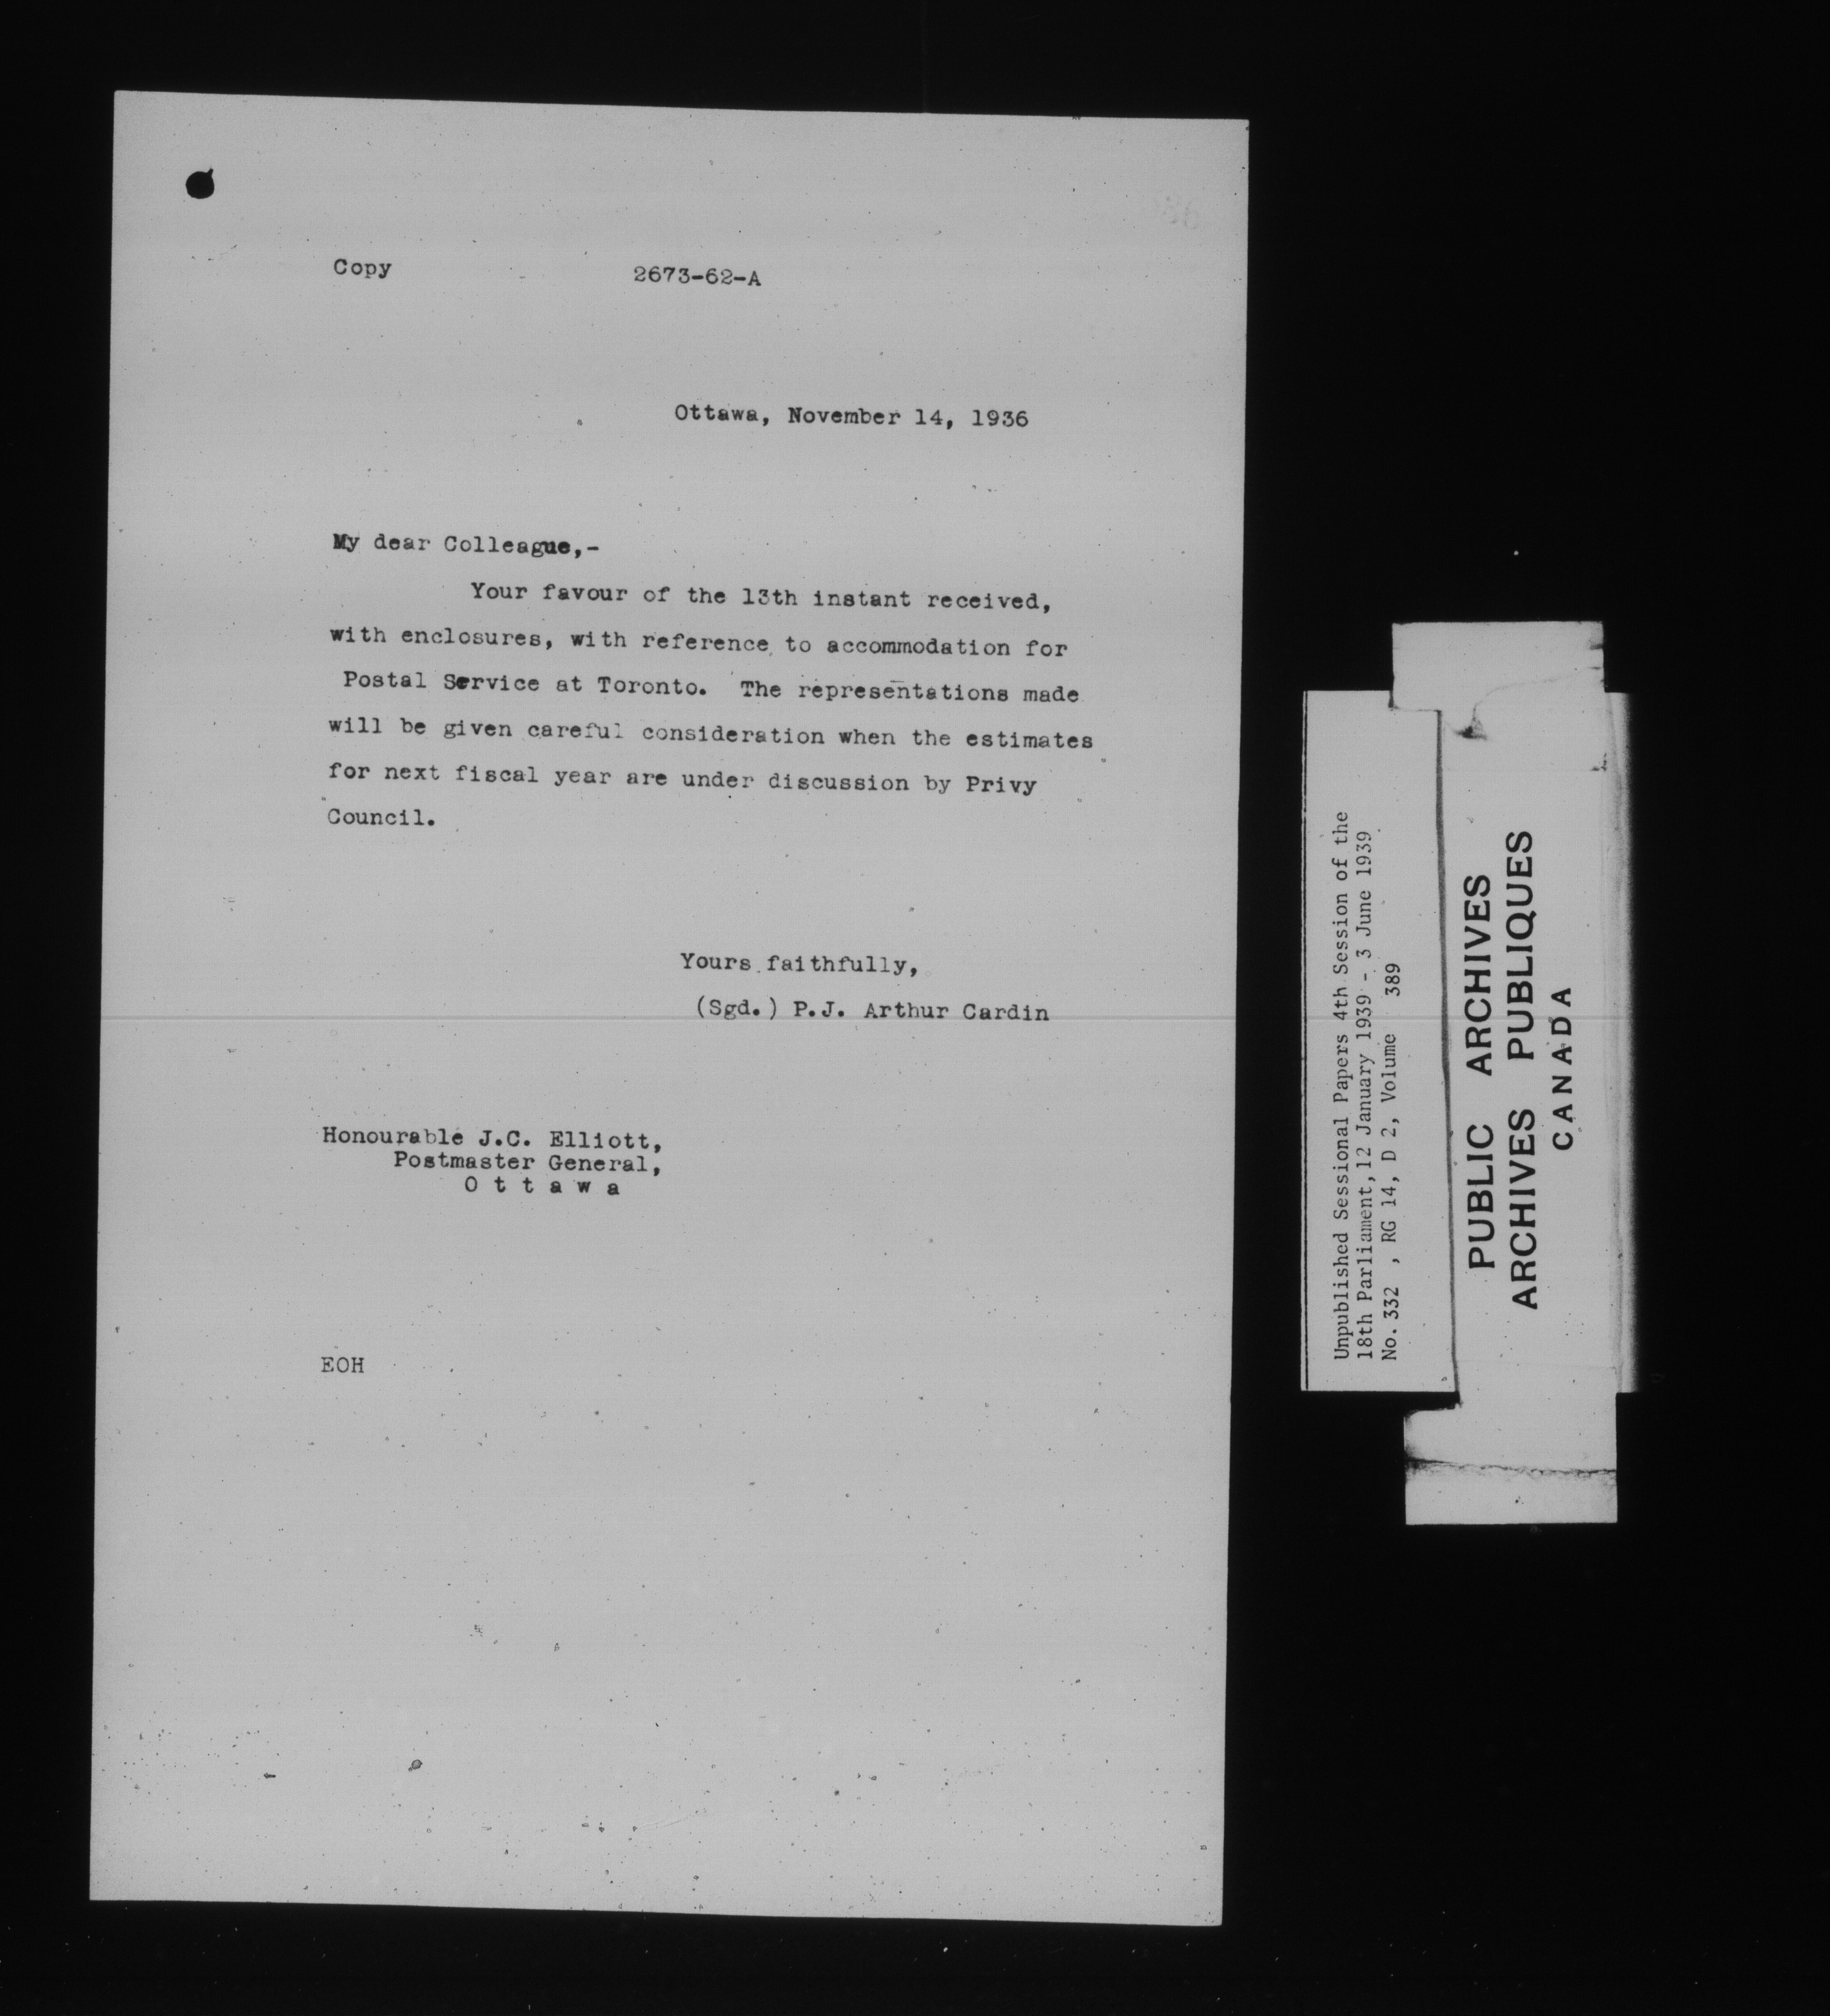 Copy 2673-62-A
Ottawa, November 14, 1936
My dear Colleague,-
Your favour of the 13th instant received,
with enclosures, with reference to accommodation for
Postal Service at Toronto. The representations made
will be given careful consideration when the estimates
for next fiscal year are under discussion by Privy
Council.
Yours faithfully,
(Sgd.) P.J. Arthur Cardin
Honourable J.C. Elliott,
Postmaster General,
O t t a w a
EOH
Unpublished Sessional Papers 4th Session of the
18th Parliament, 12 January 1939 - 3 June 1939
No. 332 , RG 14, D 2, Volume 389
PUBLIC ARCHIVES
ARCHIVES PUBLIQUES
CANADA